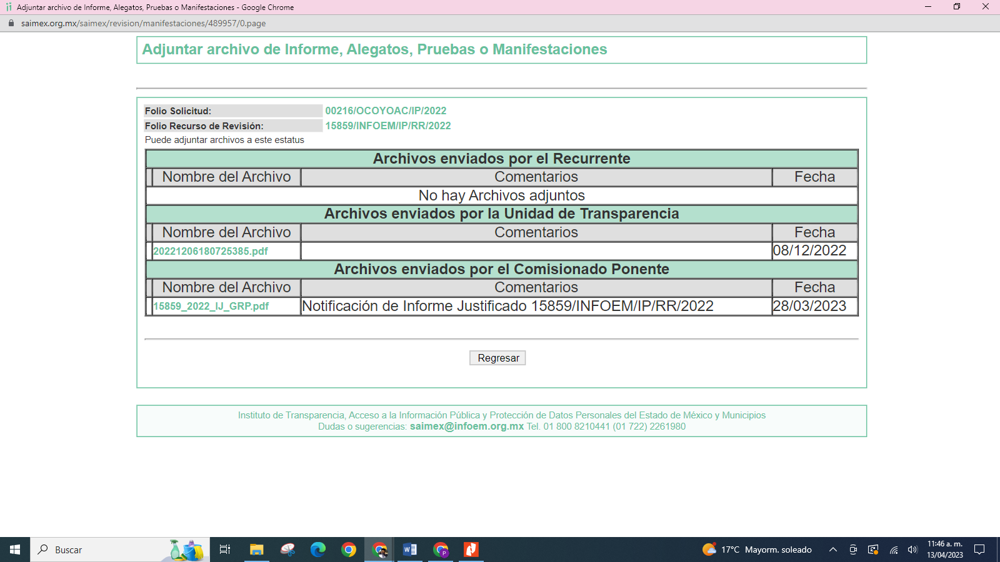 Adjuntar archivo de Informe, Alegatos, Pruebas o Manifestaciones - Google Chrome
saimex.org.mx/saimex/revision/manifestaciones/489957/0.page
Adjuntar archivo de Informe, Alegatos, Pruebas o Manifestaciones
Folio Solicitud: 00216/OCOYOAC/IP/2022
Folio Recurso de Revisión: 15859/INFOEM/IP/RR/2022
Puede adjuntar archivos a este estatus
Archivos enviados por el Recurrente
Nombre del Archivo Comentarios Fecha
No hay Archivos adjuntos
Archivos enviados por la Unidad de Transparencia
Nombre del Archivo Comentarios Fecha
20221206180725385.pdf 08/12/2022
Archivos enviados por el Comisionado Ponente
Nombre del Archivo Comentarios Fecha
15859_2022_IJ_GRP.pdf Notificación de Informe Justificado 15859/INFOEM/IP/RR/2022 28/03/2023
Regresar
Instituto de Transparencia, Acceso a la Información Pública y Protección de Datos Personales del Estado de México y Municipios
Dudas o sugerencias: saimex@infoem.org.mx Tel. 01 800 8210441 (01 722) 2261980
Buscar
17°C Mayorm. soleado
11:46 a. m.
13/04/2023